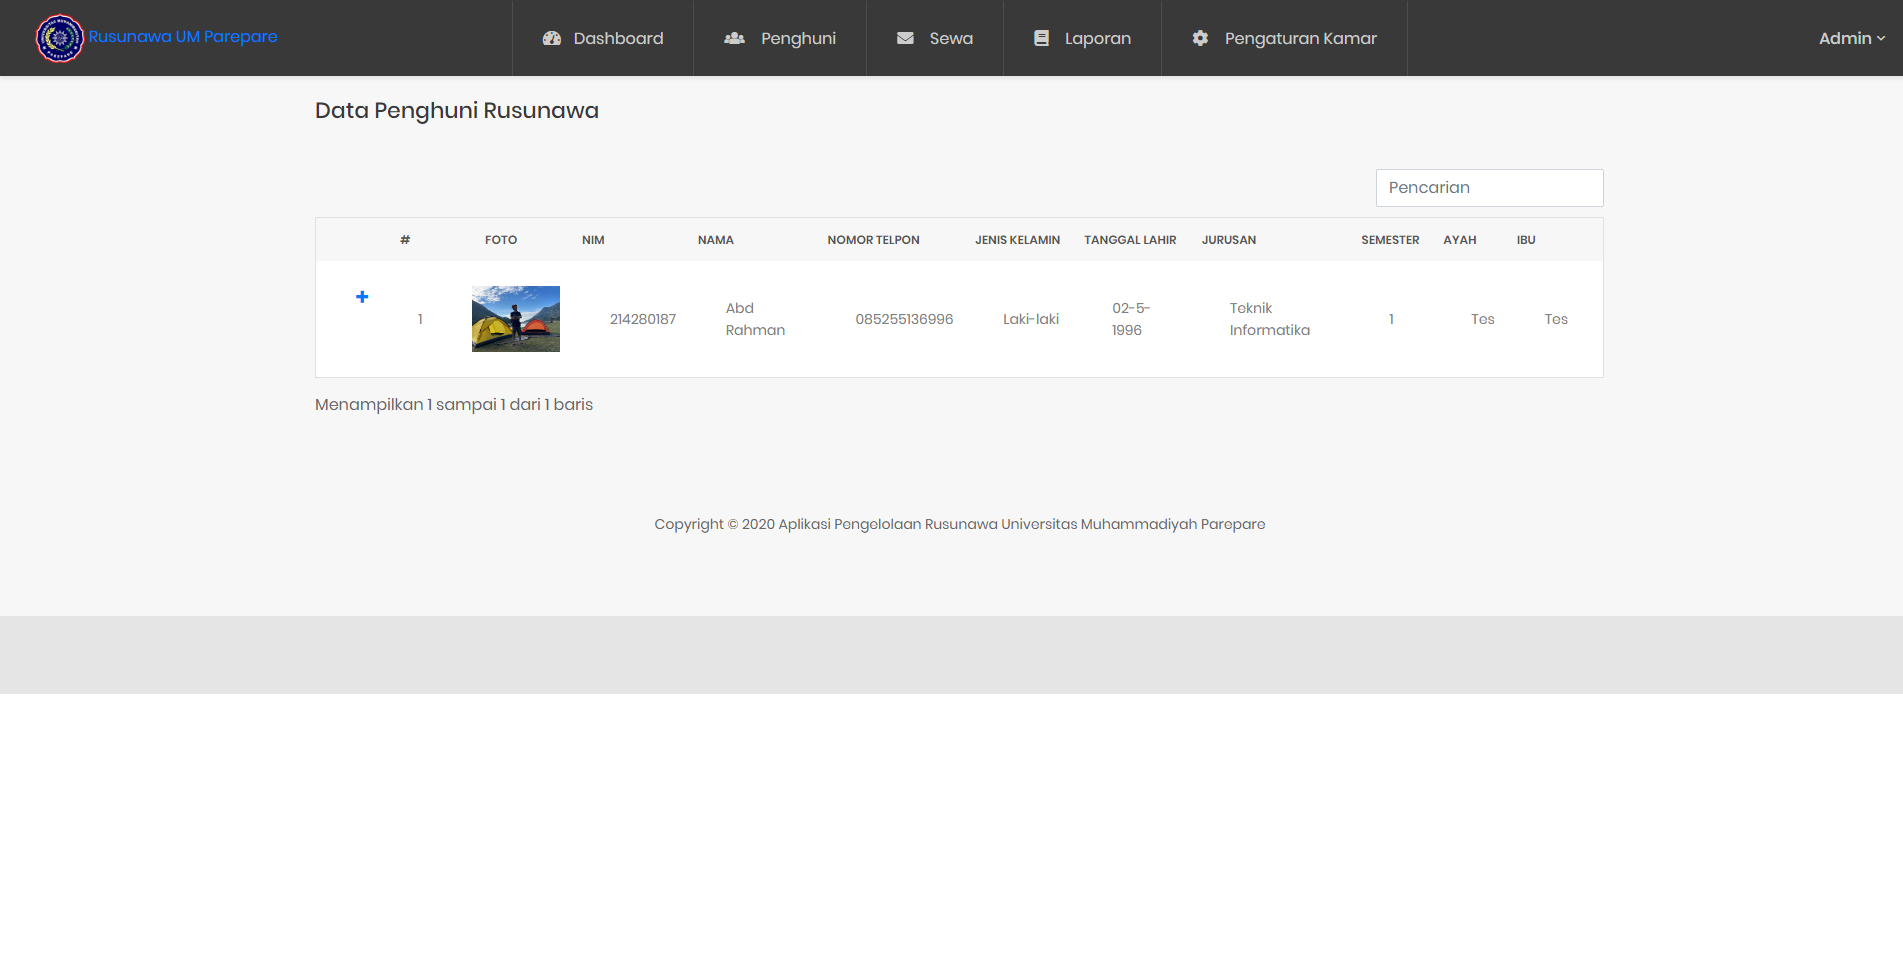 Rusunawa UM Parepare
Dashboard
Penghuni
Sewa
Laporan
Pengaturan Kamar
Admin
Data Penghuni Rusunawa
Pencarian
# FOTO NIM NAMA NOMOR TELPON JENIS KELAMIN TANGGAL LAHIR JURUSAN SEMESTER AYAH IBU
1 214280187 Abd Rahman 085255136996 Laki-laki 02-5-1996 Teknik Informatika 1 Tes Tes
Menampilkan 1 sampai 1 dari 1 baris
Copyright © 2020 Aplikasi Pengelolaan Rusunawa Universitas Muhammadiyah Parepare